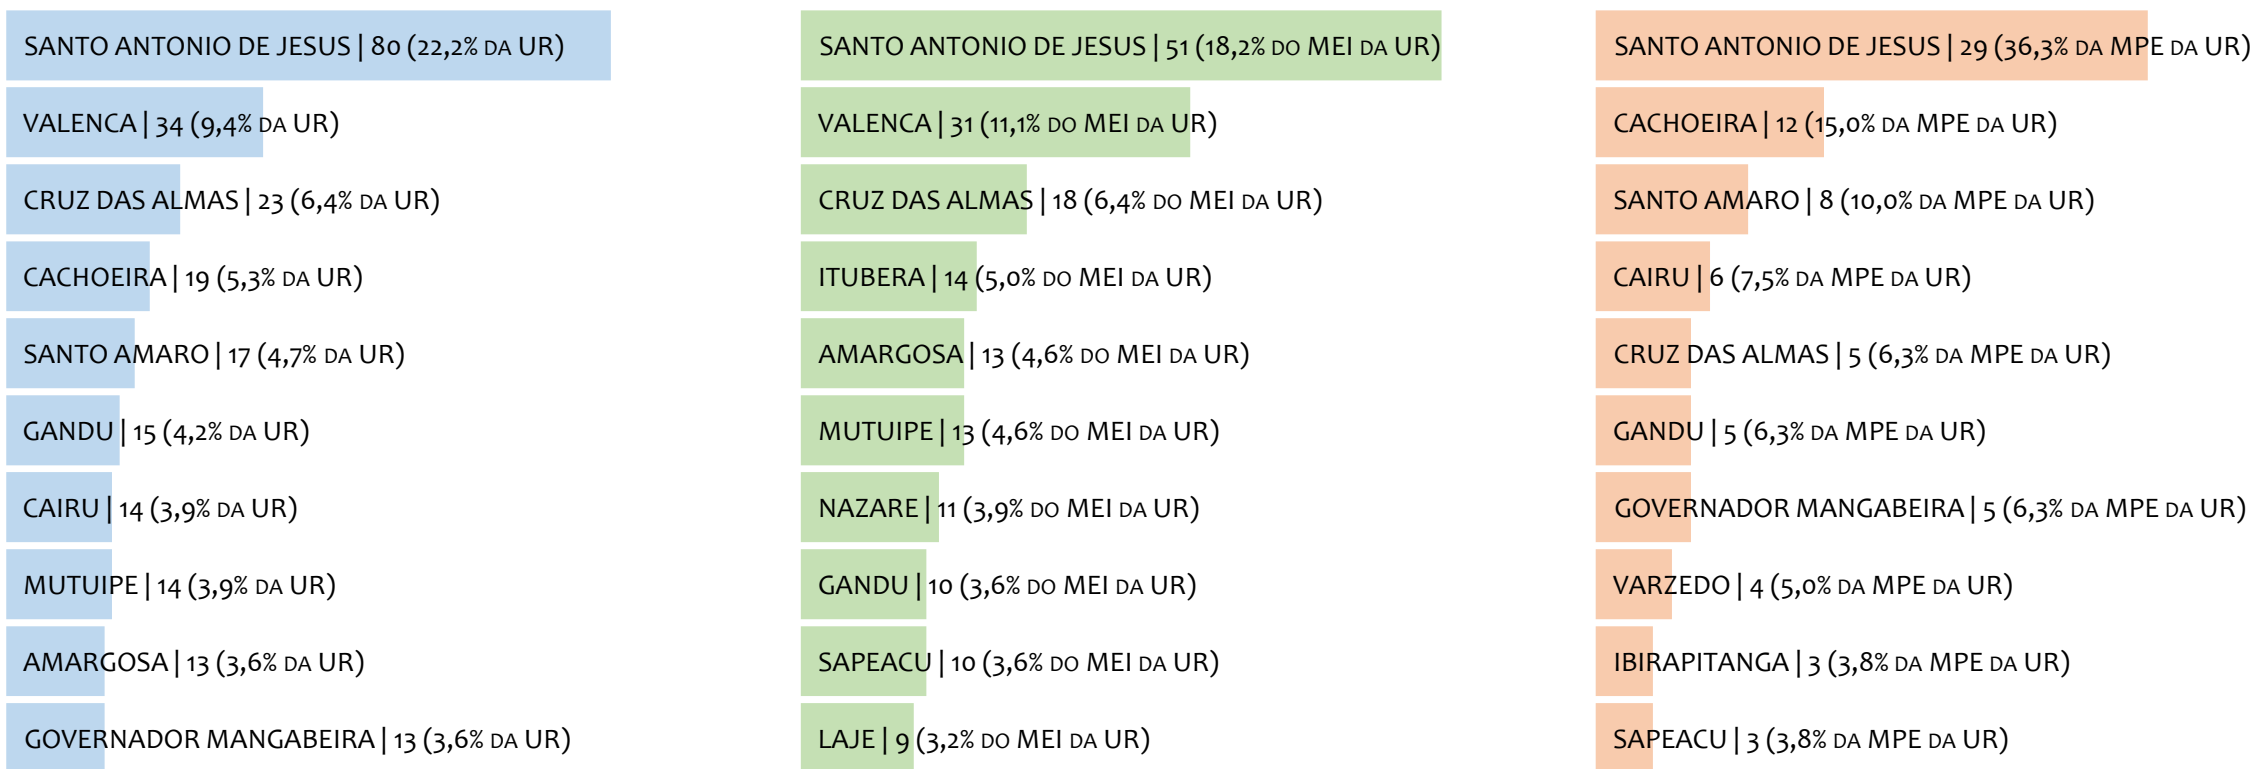 SANTO ANTONIO DE JESUS | 80 (22,2% DA UR)
VALENCA | 34 (9,4% DA UR)
CRUZ DAS ALMAS | 23 (6,4% DA UR)
CACHOEIRA | 19 (5,3% DA UR)
SANTO AMARO | 17 (4,7% DA UR)
GANDU | 15 (4,2% DA UR)
CAIRU | 14 (3,9% DA UR)
MUTUIPE | 14 (3,9% DA UR)
AMARGOSA | 13 (3,6% DA UR)
GOVERNADOR MANGABEIRA | 13 (3,6% DA UR)
SANTO ANTONIO DE JESUS | 51 (18,2% DO MEI DA UR)
VALENCA | 31 (11,1% DO MEI DA UR)
CRUZ DAS ALMAS | 18 (6,4% DO MEI DA UR)
ITUBERA | 14 (5,0% DO MEI DA UR)
AMARGOSA | 13 (4,6% DO MEI DA UR)
MUTUIPE | 13 (4,6% DO MEI DA UR)
NAZARE | 11 (3,9% DO MEI DA UR)
GANDU | 10 (3,6% DO MEI DA UR)
SAPEACU | 10 (3,6% DO MEI DA UR)
LAJE | 9 (3,2% DO MEI DA UR)
SANTO ANTONIO DE JESUS | 29 (36,3% DA MPE DA UR)
CACHOEIRA | 12 (15,0% DA MPE DA UR)
SANTO AMARO | 8 (10,0% DA MPE DA UR)
CAIRU | 6 (7,5% DA MPE DA UR)
CRUZ DAS ALMAS | 5 (6,3% DA MPE DA UR)
GANDU | 5 (6,3% DA MPE DA UR)
GOVERNADOR MANGABEIRA | 5 (6,3% DA MPE DA UR)
VARZEDO | 4 (5,0% DA MPE DA UR)
IBIRAPITANGA | 3 (3,8% DA MPE DA UR)
SAPEACU | 3 (3,8% DA MPE DA UR)